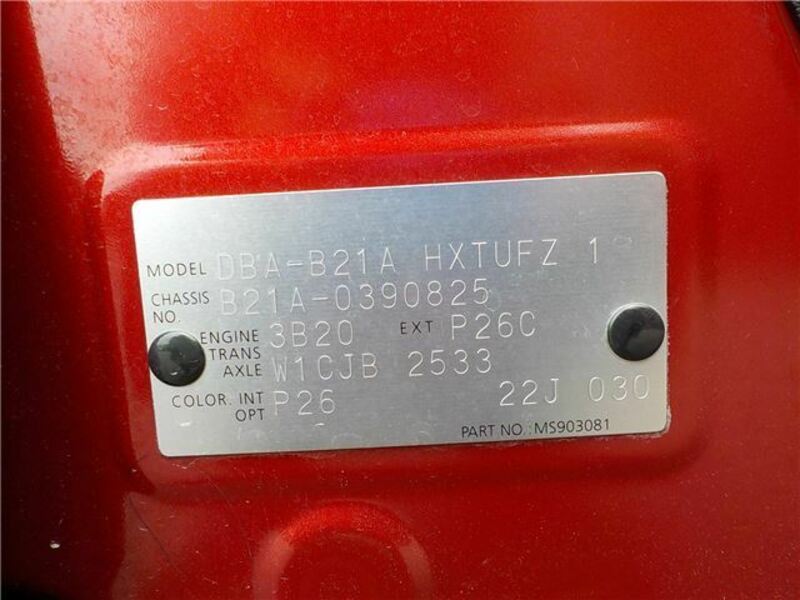 MODEL DBA-B21A HXTUFZ 1
CHASSIS NO. B21A-0390825
ENGINE 3B20 EXT P26C
TRANS AXLE W1CJB 2533
COLOR. INT OPT P26 22J 030
PART NO.: MS903081